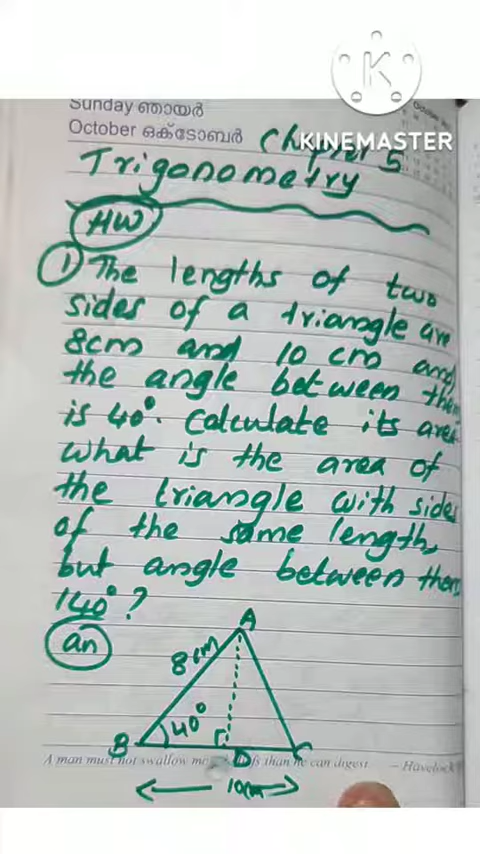 Sunday ഞായർ
October ഒക്ടോബർ
Chapter 5
KINEMASTER
Trigonometry
HW
① The lengths of two
sides of a triangle are
8cm and 10 cm and
the angle between them
is 40°. Calculate its area
what is the area of
the triangle with sides
of the same length,
but angle between them
140°?
an
A
8cm
40°
B
D
C
A man must not swallow more than he can digest — Havelock
10cm